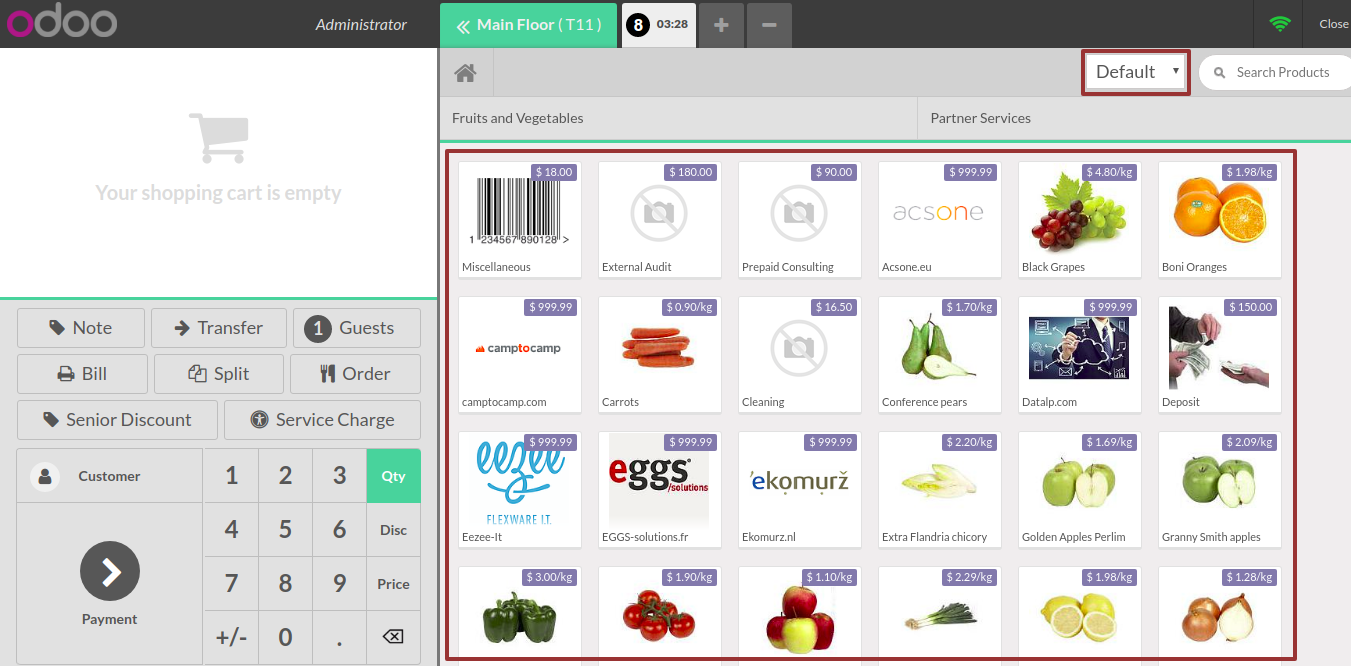 odoo
Administrator
Main Floor ( T11 )
8 03:28
+
−
Close
Default
Search Products
Fruits and Vegetables
Partner Services
Your shopping cart is empty
$ 18.00
1 234567 890128 >
Miscellaneous
$ 180.00
External Audit
$ 90.00
Prepaid Consulting
$ 999.99
acsone
Acsone.eu
$ 4.80/kg
Black Grapes
$ 1.98/kg
Boni Oranges
$ 999.99
camptocamp
camptocamp.com
$ 0.90/kg
Carrots
$ 16.50
Cleaning
$ 1.70/kg
Conference pears
$ 999.99
Datalp.com
$ 150.00
Deposit
$ 999.99
eezee
FLEXWARE I.T.
Eezee-It
$ 999.99
eggs
/solutions
EGGS-solutions.fr
$ 999.99
ękomurž
Ekomurz.nl
$ 2.20/kg
Extra Flandria chicory
$ 1.69/kg
Golden Apples Perlim
$ 2.09/kg
Granny Smith apples
$ 3.00/kg
$ 1.90/kg
$ 1.10/kg
$ 2.29/kg
$ 1.98/kg
$ 1.28/kg
Note
Transfer
1 Guests
Bill
Split
Order
Senior Discount
Service Charge
Customer
1 2 3 Qty
4 5 6 Disc
7 8 9 Price
+/- 0 .
Payment